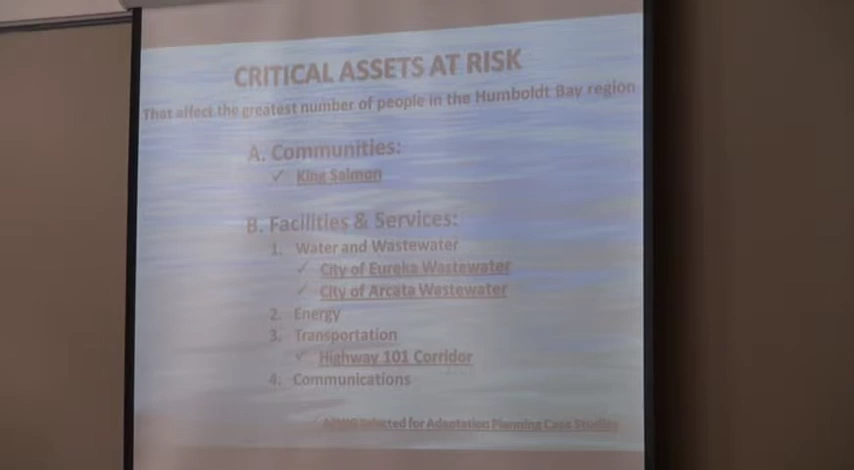 CRITICAL ASSETS AT RISK
That affect the greatest number of people in the Humboldt Bay region
A. Communities:
✓ King Salmon
B. Facilities & Services:
1. Water and Wastewater
✓ City of Eureka Wastewater
✓ City of Arcata Wastewater
2. Energy
3. Transportation
✓ Highway 101 Corridor
4. Communications
Selected for Adaptation Planning Case Studies